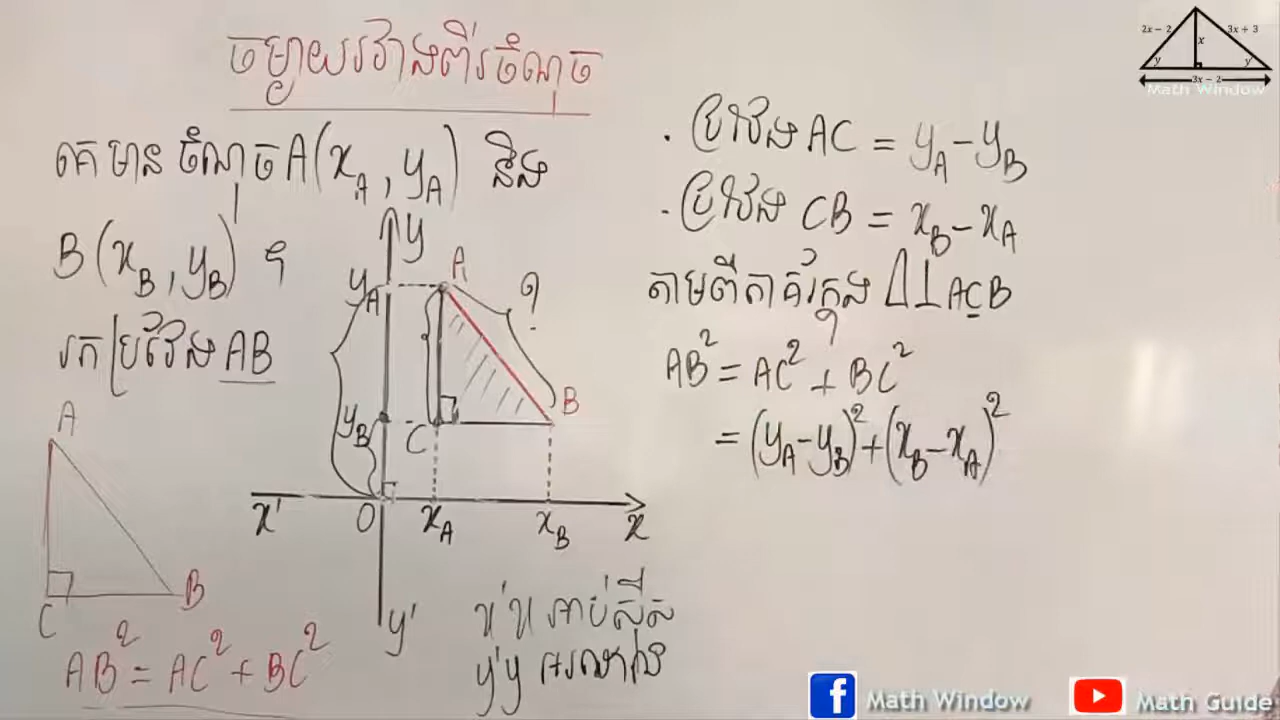 ចម្ងាយរវាងពីរចំណុច
គេមានចំណុច A(x_A, y_A) និង
B(x_B, y_B) ។
រកប្រវែង AB
A
C
B
AB² = AC² + BC²
y
y_A
A
?
y_B
C
B
x'
O
x_A
x_B
x
y'
x'x អាប់ស៊ីស
y'y អរដោនេ
. ប្រវែង AC = y_A - y_B
. ប្រវែង CB = x_B - x_A
តាមពីតាគ័រក្នុង Δ⊥ACB
AB² = AC² + BC²
= (y_A - y_B)² + (x_B - x_A)²
2x - 2
3x + 3
x
y
y
3x - 2
Math Window
Math Window
Math Guide